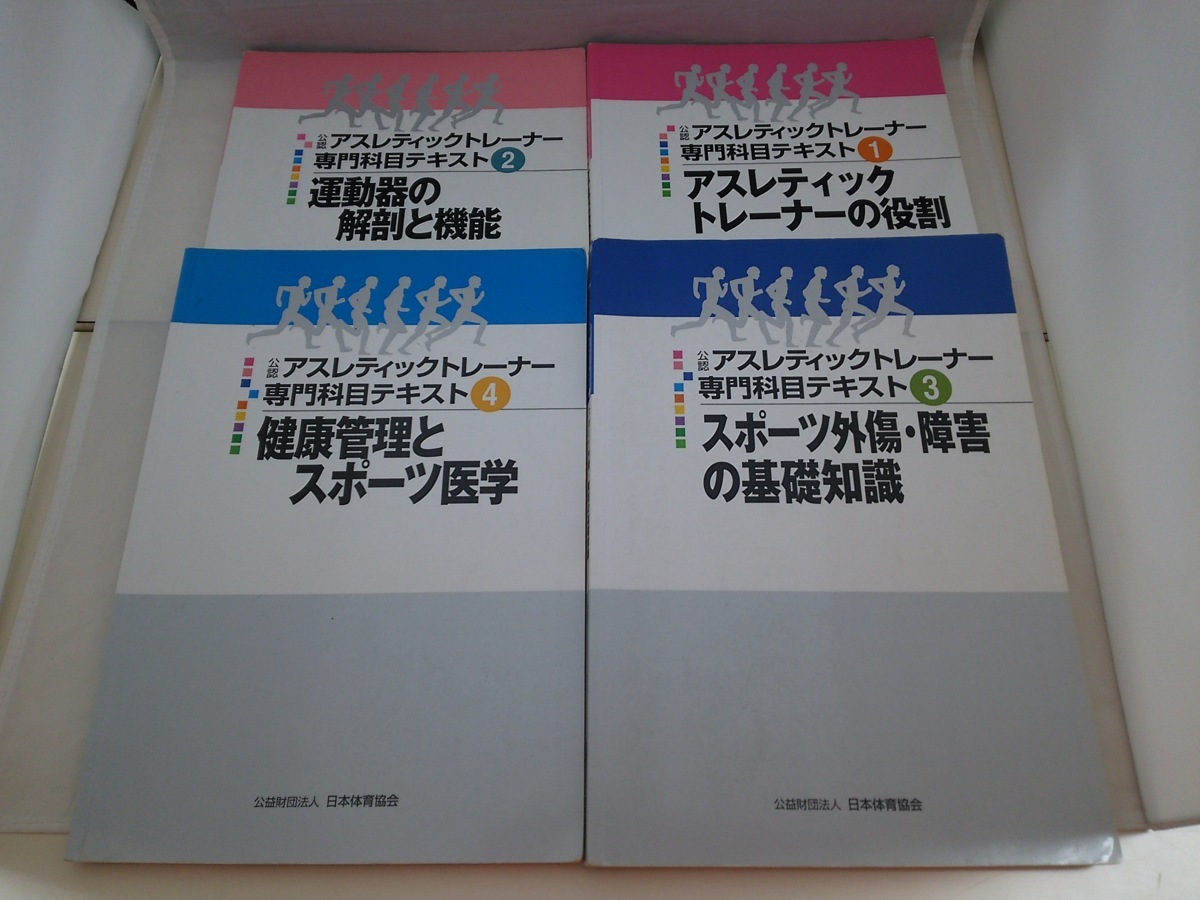 公認 アスレティックトレーナー
専門科目テキスト 2
運動器の
解剖と機能
公認 アスレティックトレーナー
専門科目テキスト 1
アスレティック
トレーナーの役割
公認 アスレティックトレーナー
専門科目テキスト 4
健康管理と
スポーツ医学
公益財団法人 日本体育協会
公認 アスレティックトレーナー
専門科目テキスト 3
スポーツ外傷・障害
の基礎知識
公益財団法人 日本体育協会